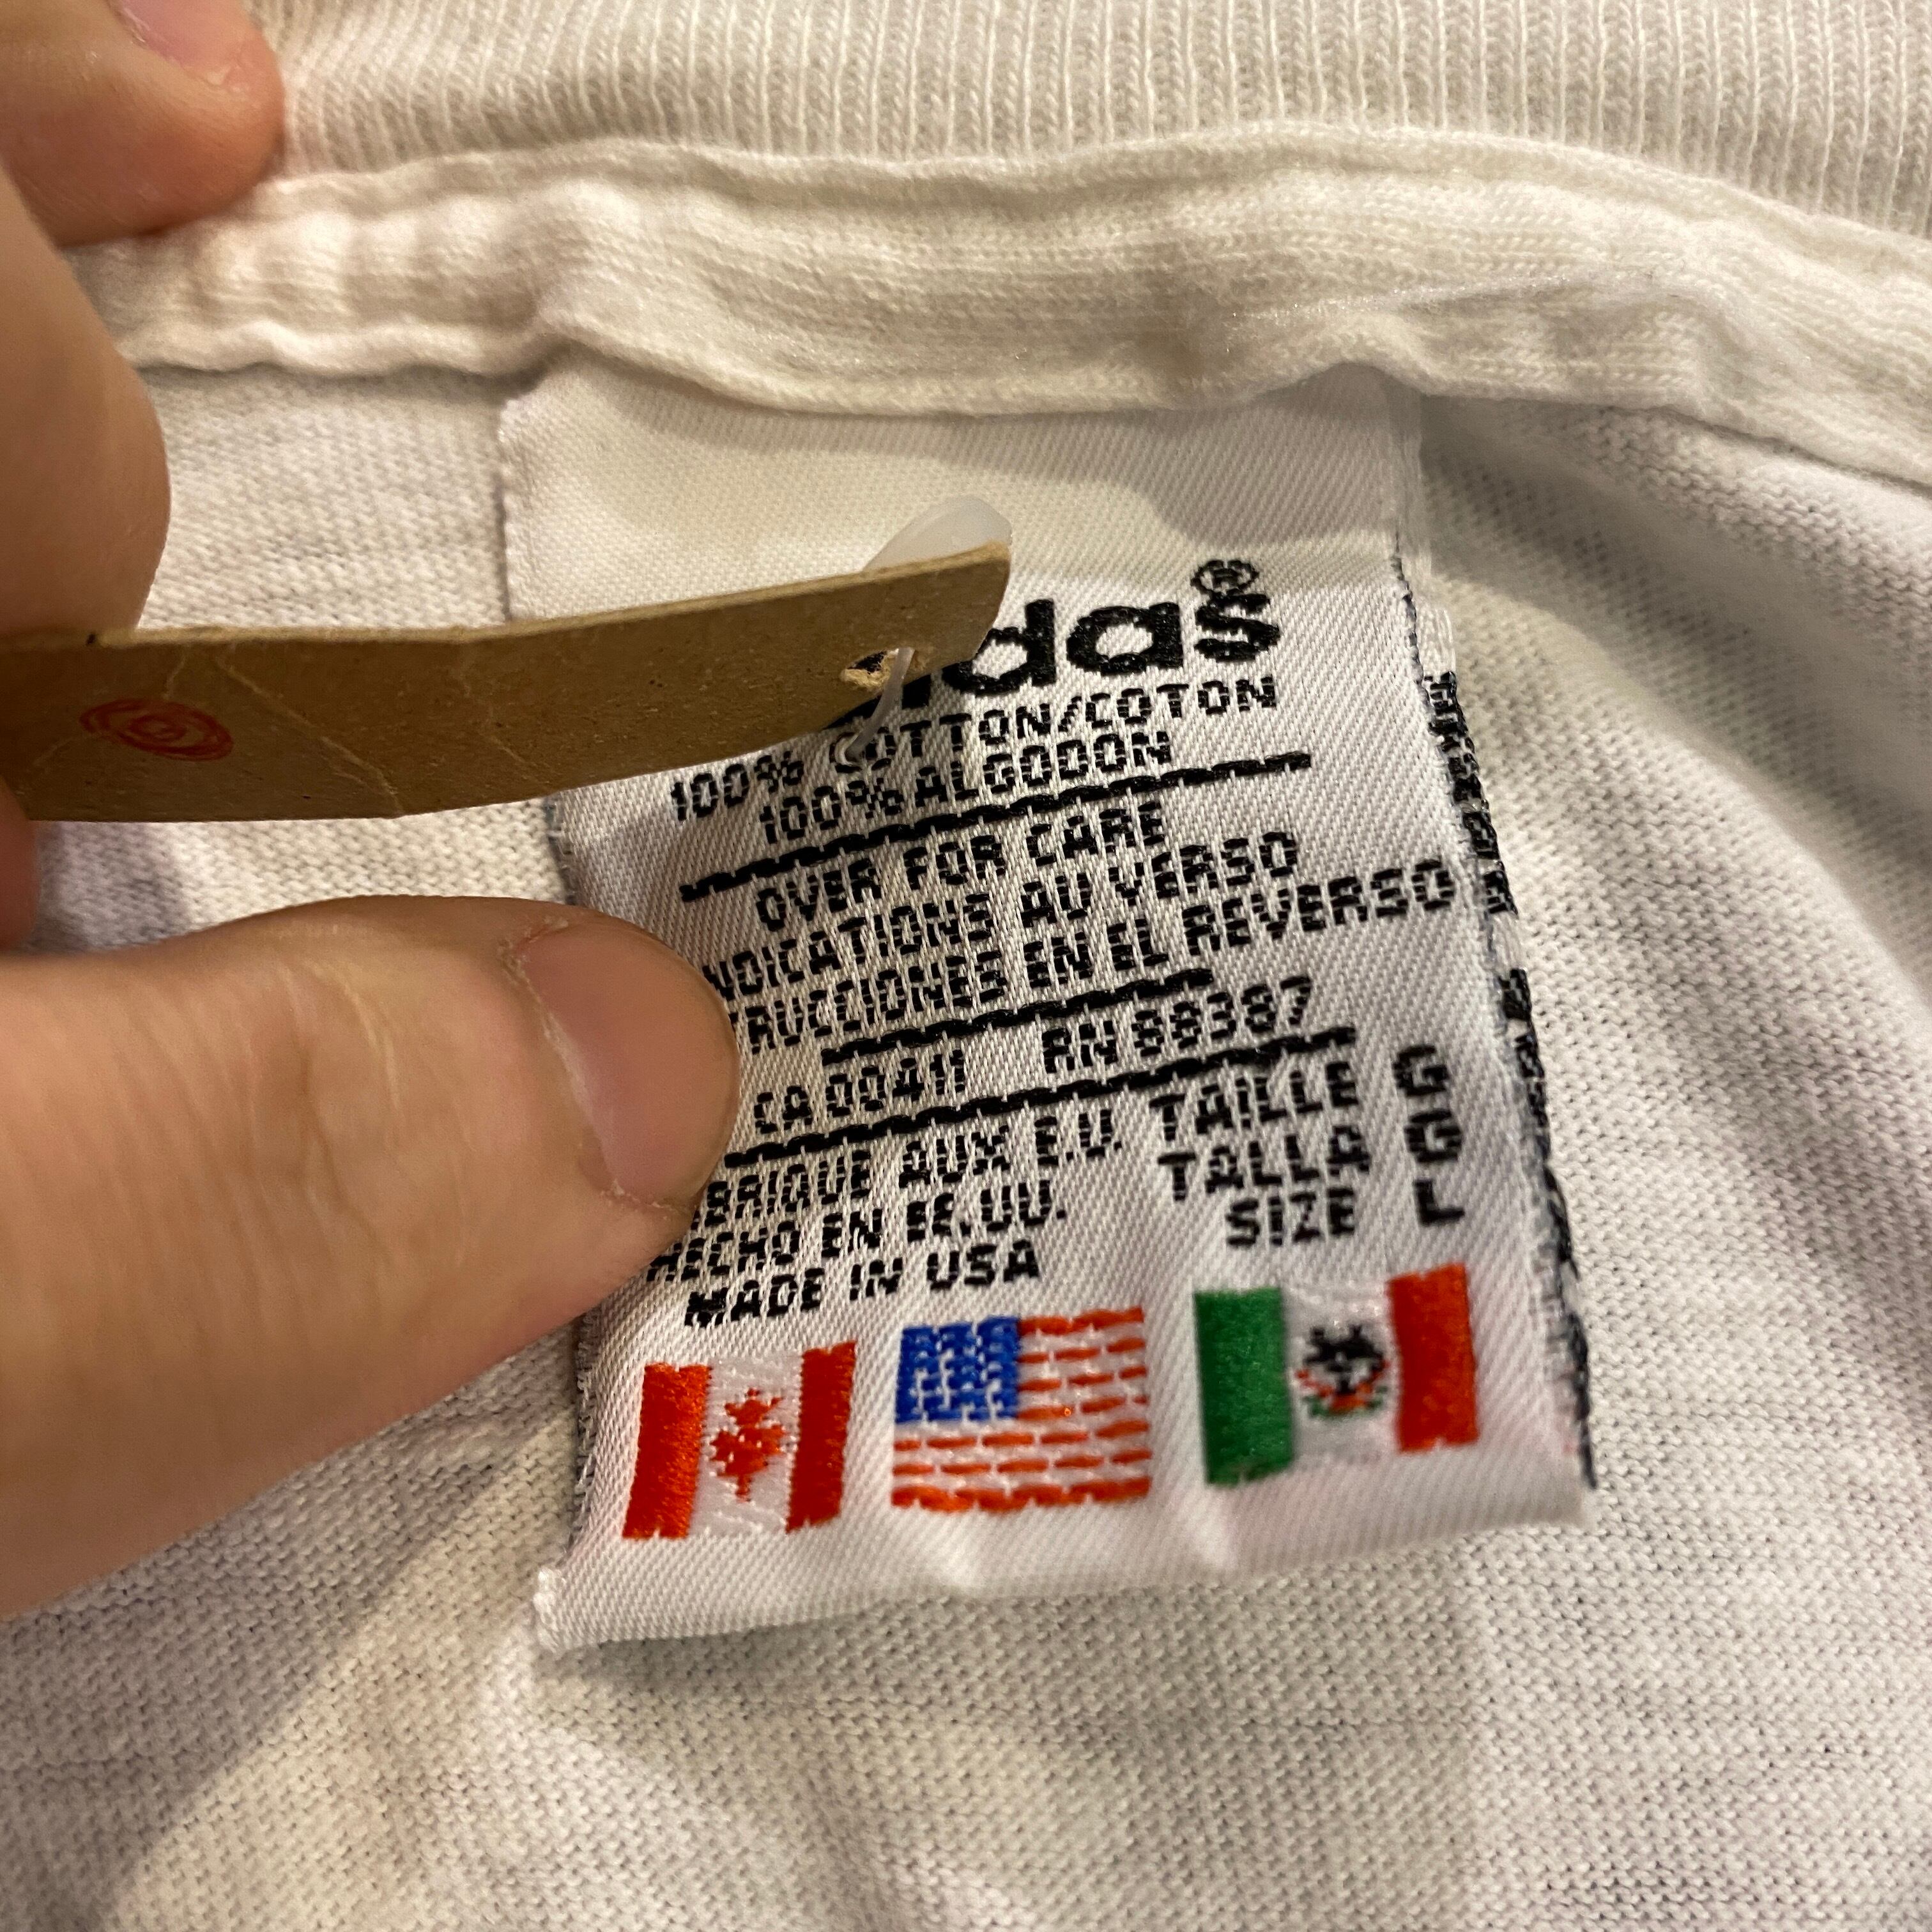 das®
100% COTTON/COTON
100% ALGODON
OVER FOR CARE
NDICATIONS AU VERSO
TRUCCIONES EN EL REVERSO
CA 00411 RN 88387
BRIQUE AUX E.U. TAILLE G
HECHO EN EE.UU. TALLA G
MADE IN USA SIZE L